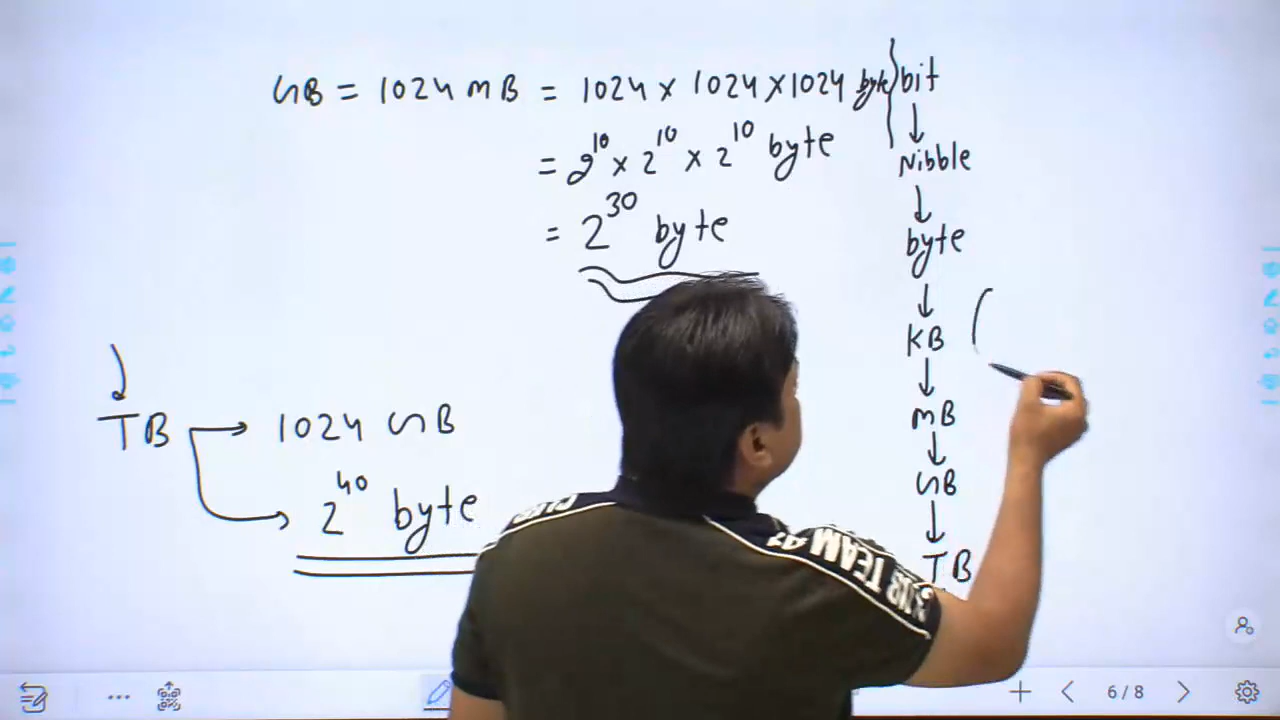 GB = 1024 MB = 1024 × 1024 × 1024 byte
= 2^10 × 2^10 × 2^10 byte
= 2^30 byte
bit
↓
Nibble
↓
byte
↓
KB
↓
MB
↓
GB
↓
TB
↓
TB → 1024 GB
→ 2^40 byte
TEAM
6 / 8